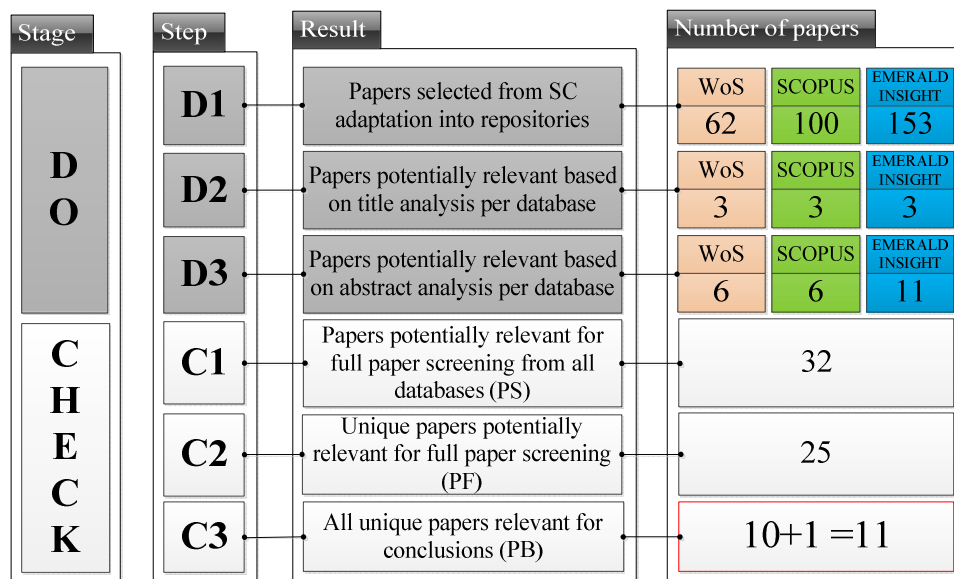 Stage
Step
Result
Number of papers
D
O
D1
Papers selected from SC
adaptation into repositories
WoS
62
SCOPUS
100
EMERALD
INSIGHT
153
D2
Papers potentially relevant based
on title analysis per database
WoS
3
SCOPUS
3
EMERALD
INSIGHT
3
D3
Papers potentially relevant based
on abstract analysis per database
WoS
6
SCOPUS
6
EMERALD
INSIGHT
11
C
H
E
C
K
C1
Papers potentially relevant for
full paper screening from all
databases (PS)
32
C2
Unique papers potentially
relevant for full paper screening
(PF)
25
C3
All unique papers relevant for
conclusions (PB)
10+1 =11